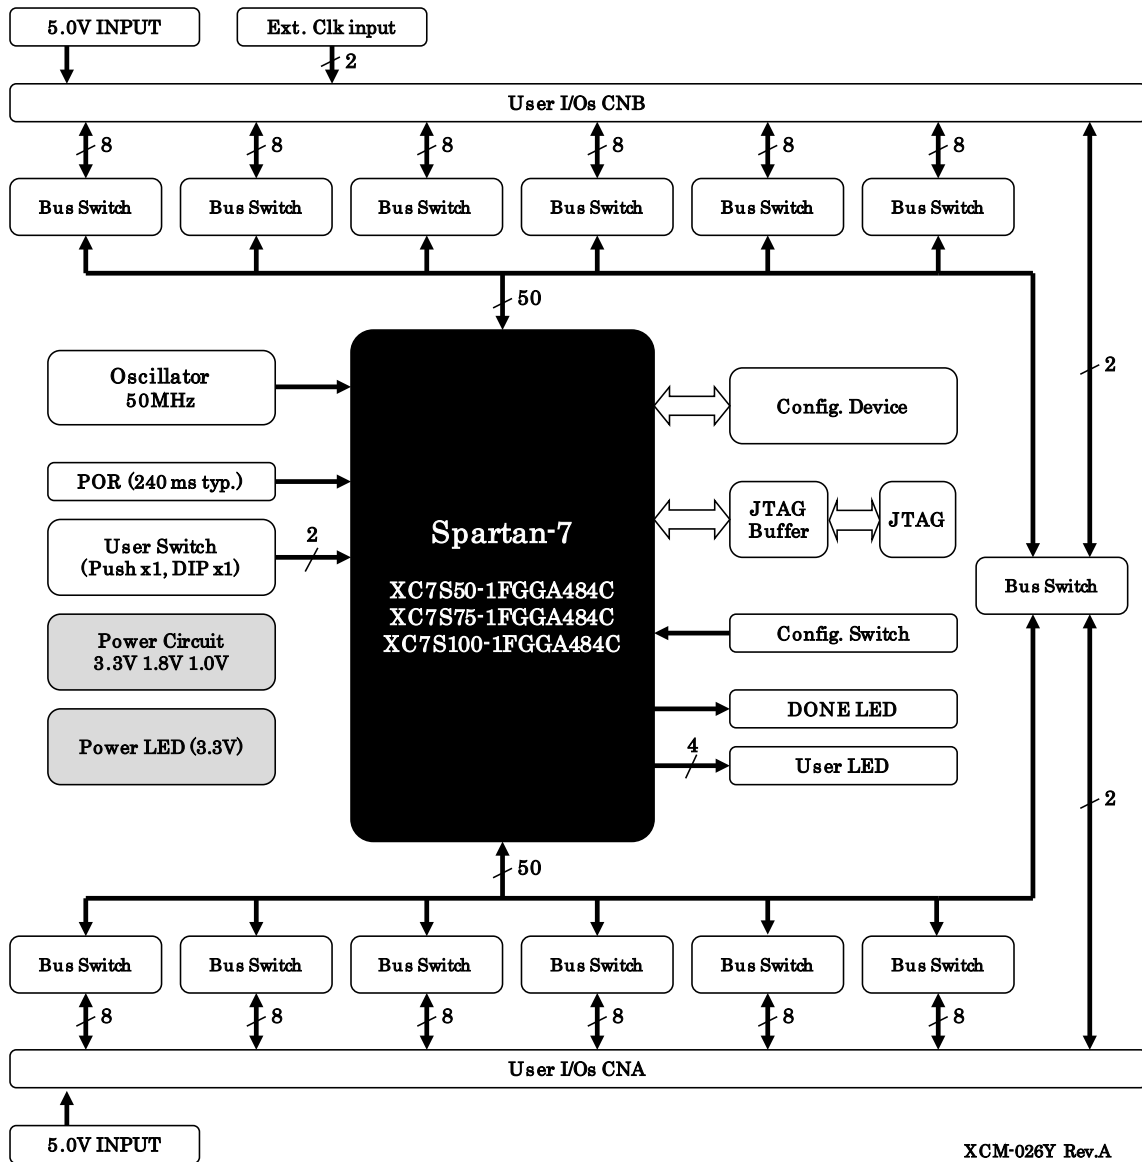 5.0V INPUT
Ext. Clk input
2
User I/Os CNB
8
8
8
8
8
8
Bus Switch
Bus Switch
Bus Switch
Bus Switch
Bus Switch
Bus Switch
50
Oscillator
50MHz
POR (240 ms typ.)
User Switch
(Push x1, DIP x1)
2
Power Circuit
3.3V 1.8V 1.0V
Power LED (3.3V)
Spartan-7
XC7S50-1FGGA484C
XC7S75-1FGGA484C
XC7S100-1FGGA484C
Config. Device
JTAG
Buffer
JTAG
Config. Switch
DONE LED
4
User LED
2
Bus Switch
2
50
Bus Switch
Bus Switch
Bus Switch
Bus Switch
Bus Switch
Bus Switch
8
8
8
8
8
8
User I/Os CNA
5.0V INPUT
XCM-026Y Rev.A